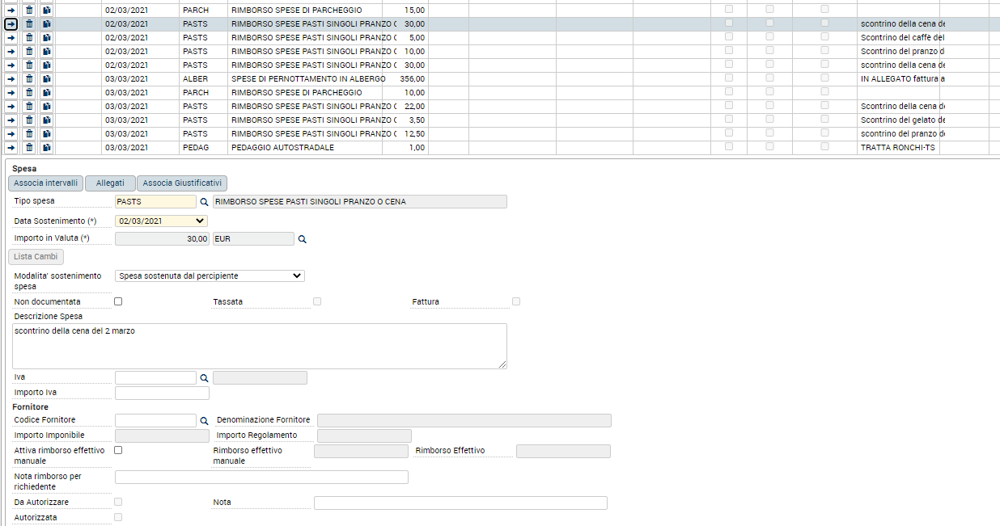 02/03/2021 PARCH RIMBORSO SPESE DI PARCHEGGIO 15,00
02/03/2021 PASTS RIMBORSO SPESE PASTI SINGOLI PRANZO 30,00 scontrino della cena de
02/03/2021 PASTS RIMBORSO SPESE PASTI SINGOLI PRANZO 5,00 Scontrino del caffè del
02/03/2021 PASTS RIMBORSO SPESE PASTI SINGOLI PRANZO 10,00 Scontrino del pranzo d
02/03/2021 PASTS RIMBORSO SPESE PASTI SINGOLI PRANZO 30,00 scontrino della cena de
03/03/2021 ALBER SPESE DI PERNOTTAMENTO IN ALBERGO 356,00 IN ALLEGATO fattura a
03/03/2021 PARCH RIMBORSO SPESE DI PARCHEGGIO 10,00
03/03/2021 PASTS RIMBORSO SPESE PASTI SINGOLI PRANZO 22,00 Scontrino della cena de
03/03/2021 PASTS RIMBORSO SPESE PASTI SINGOLI PRANZO 3,50 Scontrino del gelato de
03/03/2021 PASTS RIMBORSO SPESE PASTI SINGOLI PRANZO 12,50 scontrino del pranzo de
03/03/2021 PEDAG PEDAGGIO AUTOSTRADALE 1,00 TRATTA RONCHI-TS
Spesa
Associa intervalli Allegati Associa Giustificativi
Tipo spesa PASTS RIMBORSO SPESE PASTI SINGOLI PRANZO O CENA
Data Sostenimento (*) 02/03/2021
Importo in Valuta (*) 30,00 EUR
Lista Cambi
Modalita' sostenimento spesa Spesa sostenuta dal percipiente
Non documentata Tassata Fattura
Descrizione Spesa
scontrino della cena del 2 marzo
Iva
Importo Iva
Fornitore
Codice Fornitore Denominazione Fornitore
Importo Imponibile Importo Regolamento
Attiva rimborso effettivo manuale Rimborso effettivo manuale Rimborso Effettivo
Nota rimborso per richiedente
Da Autorizzare Nota
Autorizzata